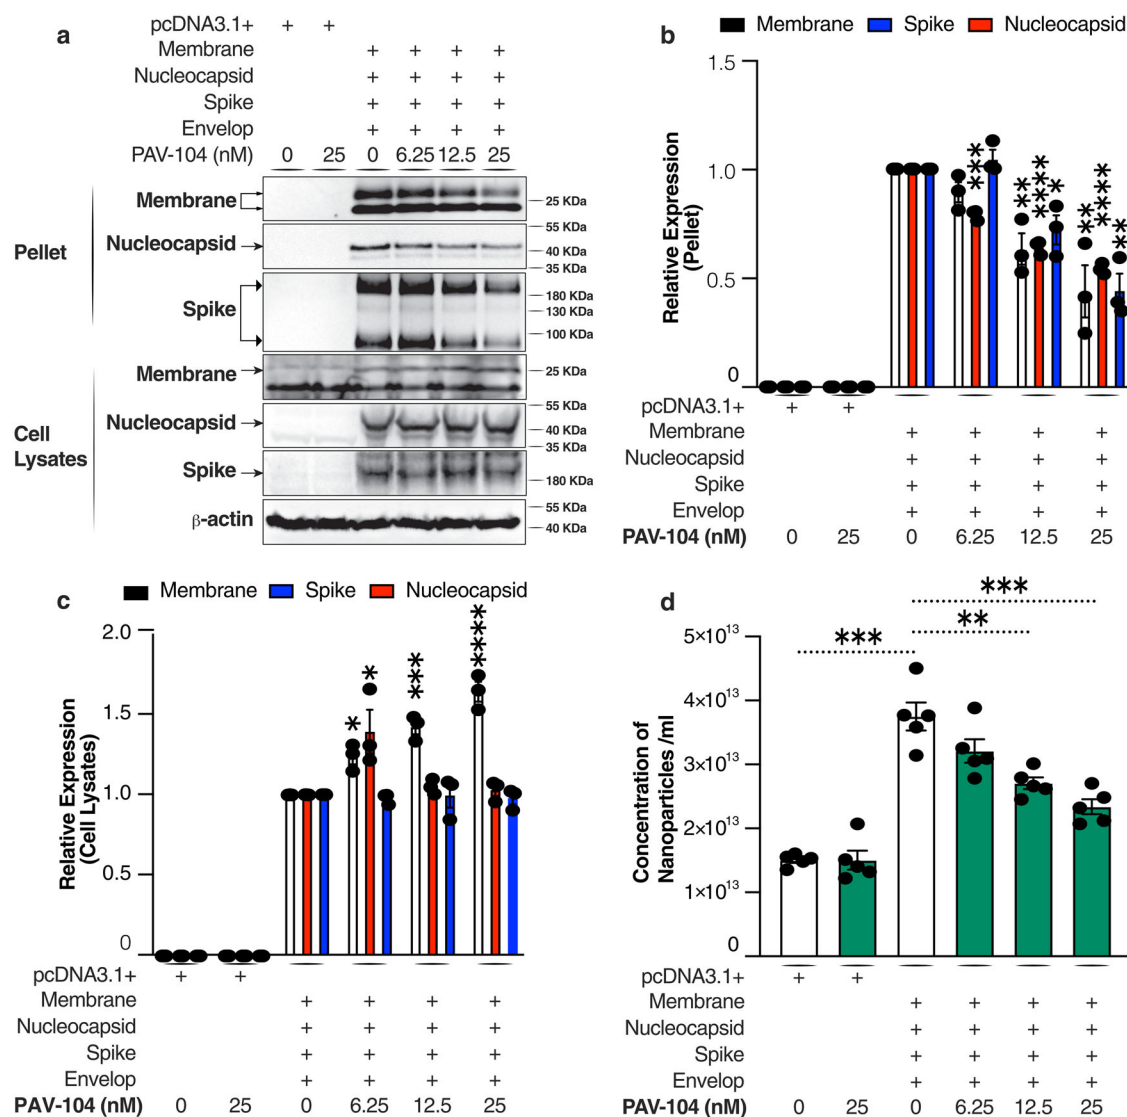 a
pcDNA3.1+ + +
Membrane: + + + +
Nucleocapsid: + + + +
Spike: + + + +
Envelop: + + + +
PAV-104 (nM) 0 25 0 6.25 12.5 25
Pellet
Membrane
25 KDa
Nucleocapsid
55 KDa
40 KDa
35 KDa
Spike
180 KDa
130 KDa
100 KDa
Cell
Lysates
Membrane
25 KDa
Nucleocapsid
55 KDa
40 KDa
35 KDa
Spike
180 KDa
β-actin
55 KDa
40 KDa
b
Membrane Spike Nucleocapsid
Relative Expression
(Pellet)
1.5
1.0
0.5
0
*** ** **** * ** **** **
pcDNA3.1+ + +
Membrane: + + + +
Nucleocapsid: + + + +
Spike: + + + +
Envelop: + + + +
PAV-104 (nM) 0 25 0 6.25 12.5 25
c
Membrane Spike Nucleocapsid
Relative Expression
(Cell Lysates)
2.0
1.5
1.0
0.5
0
* * *** ****
pcDNA3.1+ + +
Membrane: + + + +
Nucleocapsid: + + + +
Spike: + + + +
Envelop: + + + +
PAV-104 (nM) 0 25 0 6.25 12.5 25
d
Concentration of
Nanoparticles /ml
5×10¹³
4×10¹³
3×10¹³
2×10¹³
1×10¹³
0
***
**
***
pcDNA3.1+ + +
Membrane: + + + +
Nucleocapsid: + + + +
Spike: + + + +
Envelop: + + + +
PAV-104 (nM) 0 25 0 6.25 12.5 25